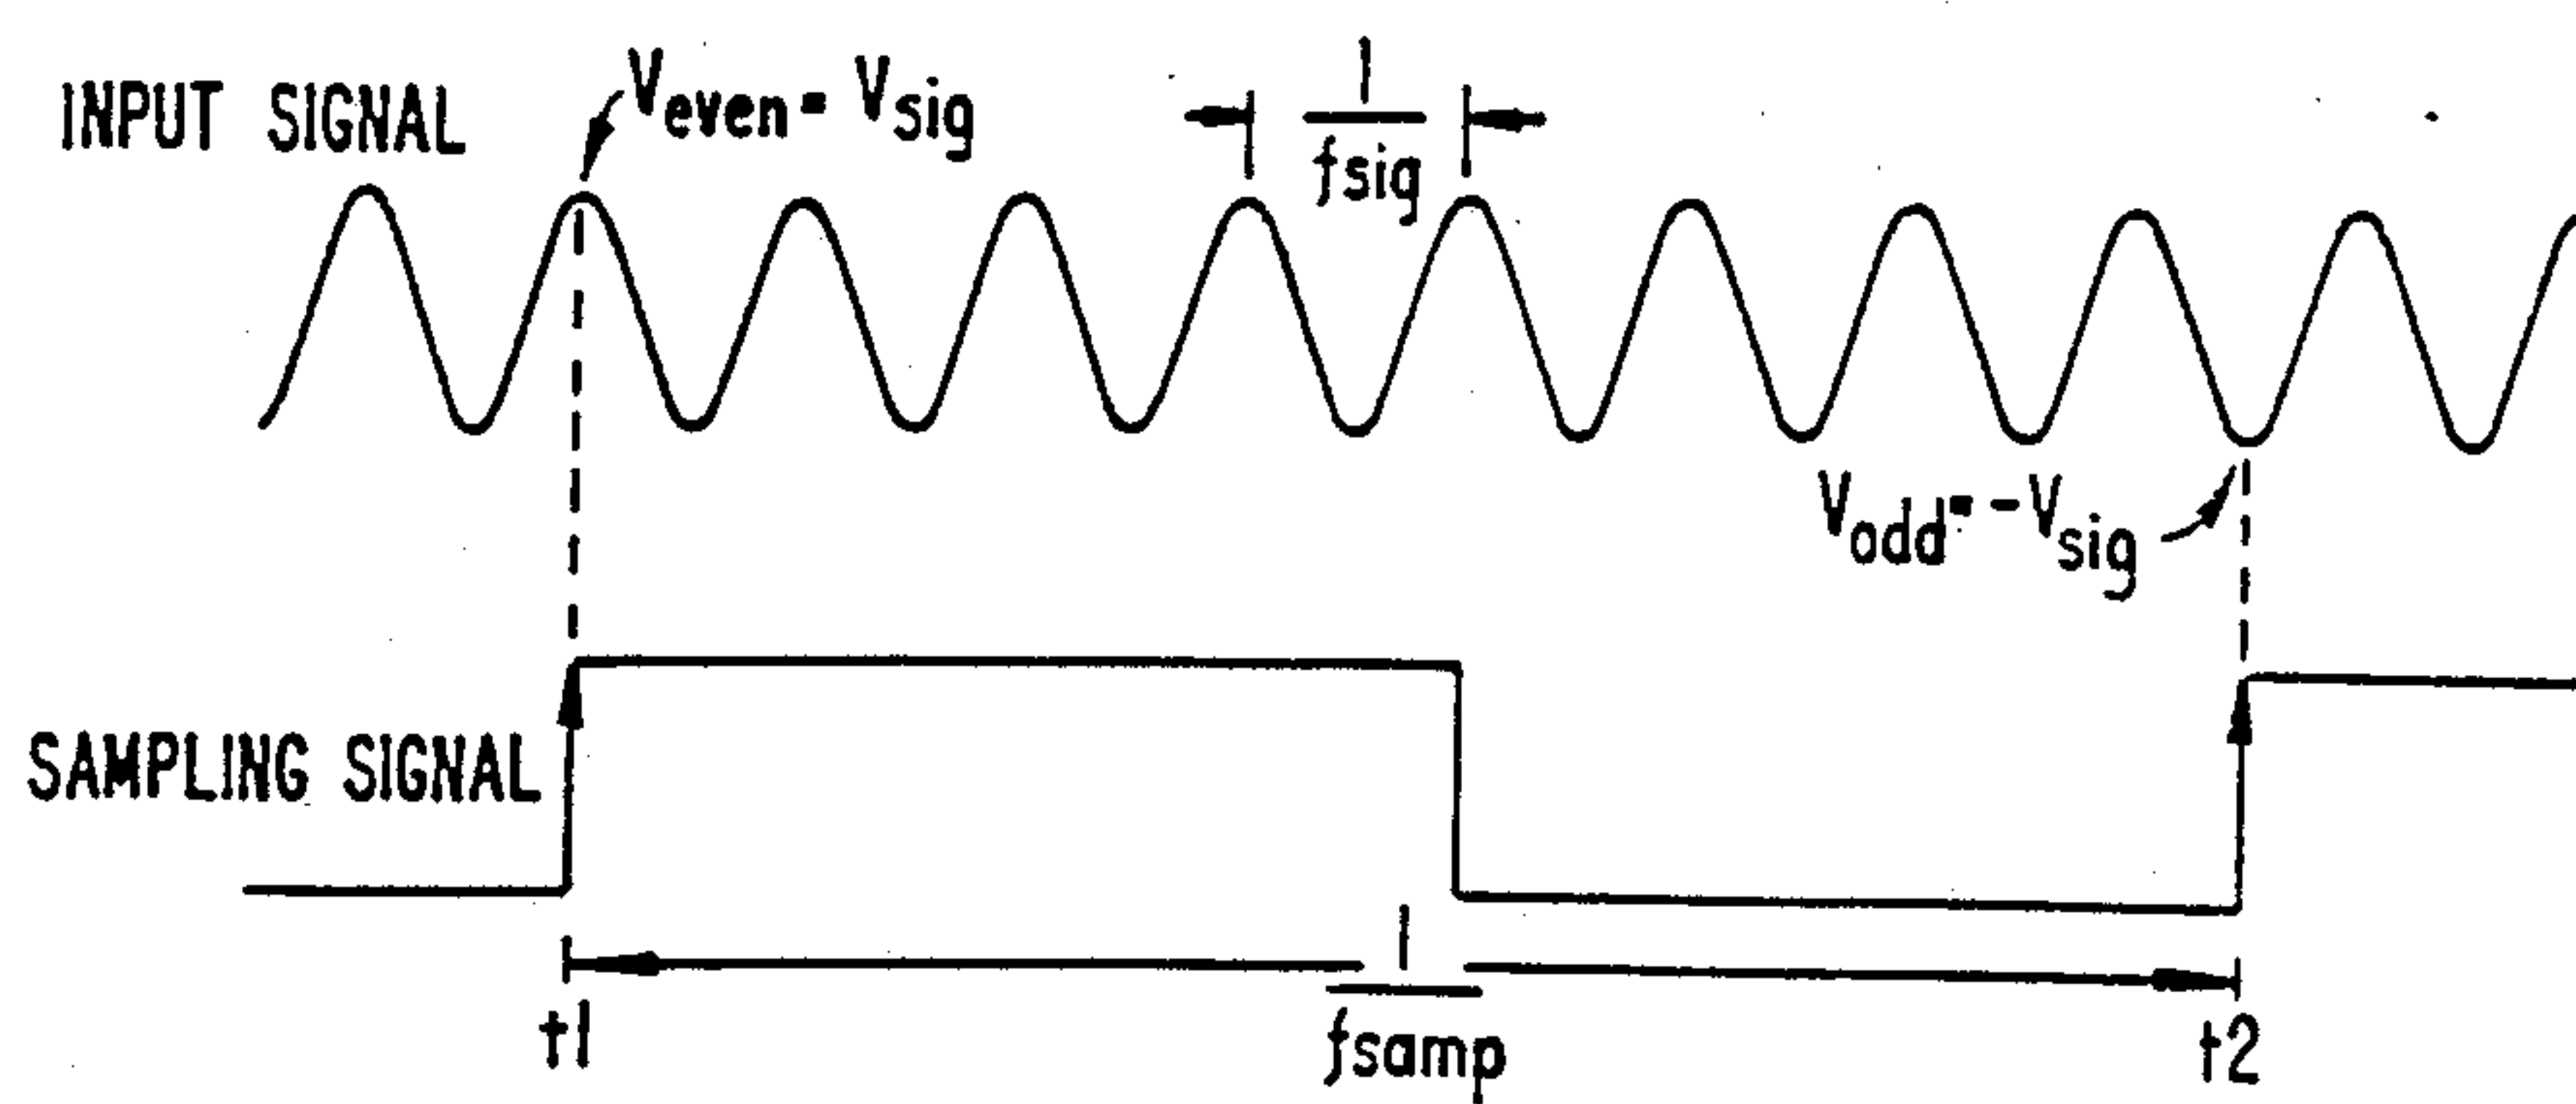 INPUT SIGNAL
Veven = Vsig
1
fsig
Vodd = -Vsig
SAMPLING SIGNAL
1
fsamp
t1
t2